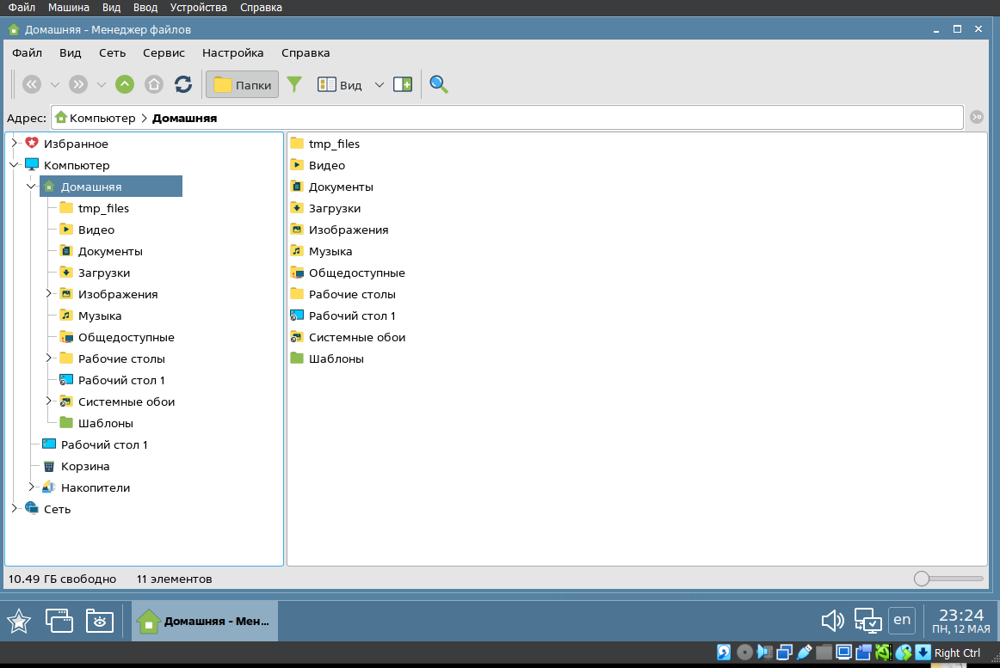 Файл Машина Вид Ввод Устройства Справка
Домашняя - Менеджер файлов
Файл Вид Сеть Сервис Настройка Справка
Папки Вид
Адрес: Компьютер > Домашняя
Избранное
Компьютер
Домашняя
tmp_files
Видео
Документы
Загрузки
Изображения
Музыка
Общедоступные
Рабочие столы
Рабочий стол 1
Системные обои
Шаблоны
Рабочий стол 1
Корзина
Накопители
Сеть
tmp_files
Видео
Документы
Загрузки
Изображения
Музыка
Общедоступные
Рабочие столы
Рабочий стол 1
Системные обои
Шаблоны
10.49 ГБ свободно 11 элементов
Домашняя - Мен...
en
23:24
ПН, 12 МАЯ
Right Ctrl